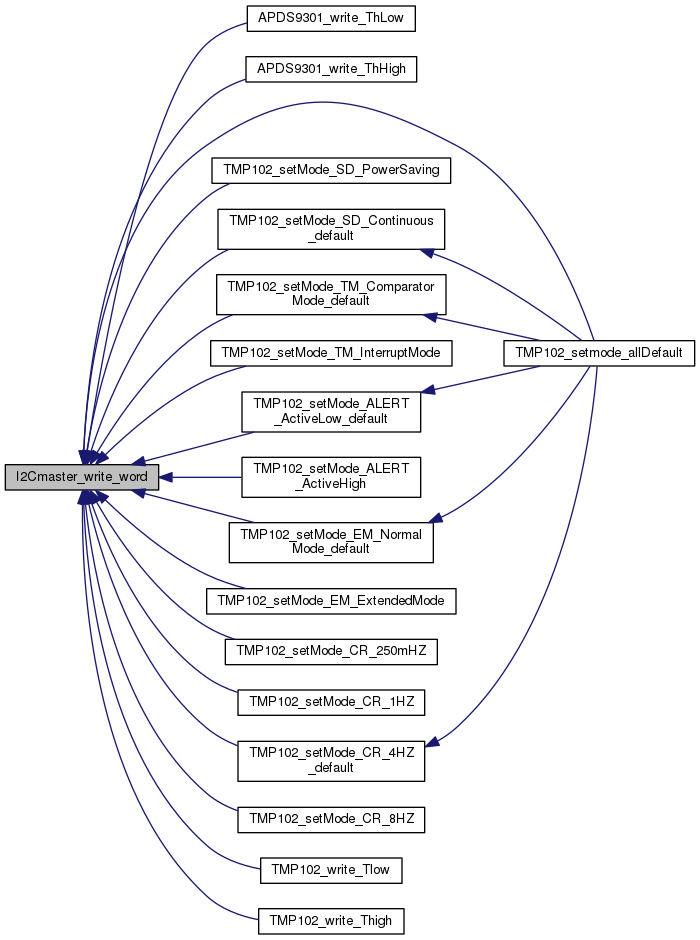 APDS9301_write_ThLow
APDS9301_write_ThHigh
TMP102_setMode_SD_PowerSaving
TMP102_setMode_SD_Continuous
_default
TMP102_setMode_TM_Comparator
Mode_default
TMP102_setMode_TM_InterruptMode
TMP102_setmode_allDefault
TMP102_setMode_ALERT
_ActiveLow_default
I2Cmaster_write_word
TMP102_setMode_ALERT
_ActiveHigh
TMP102_setMode_EM_Normal
Mode_default
TMP102_setMode_EM_ExtendedMode
TMP102_setMode_CR_250mHZ
TMP102_setMode_CR_1HZ
TMP102_setMode_CR_4HZ
_default
TMP102_setMode_CR_8HZ
TMP102_write_Tlow
TMP102_write_Thigh